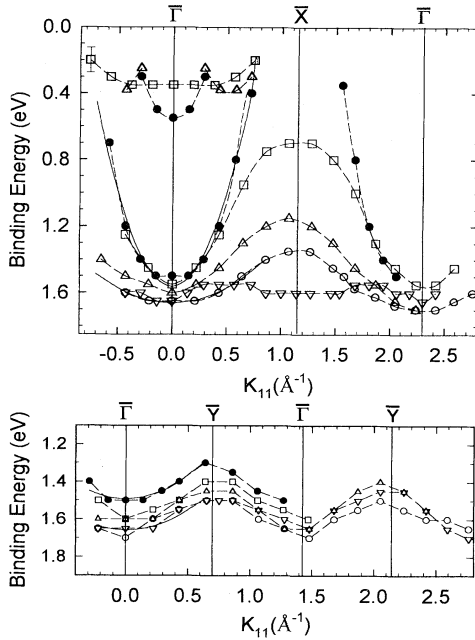 Γ̅ X̅ Γ̅
0.0
0.4
0.8
1.2
1.6
Binding Energy (eV)
-0.5 0.0 0.5 1.0 1.5 2.0 2.5
K11(Å-1)
Γ̅ Y̅ Γ̅ Y̅
1.2
1.4
1.6
1.8
Binding Energy (eV)
0.0 0.5 1.0 1.5 2.0 2.5
K11(Å-1)